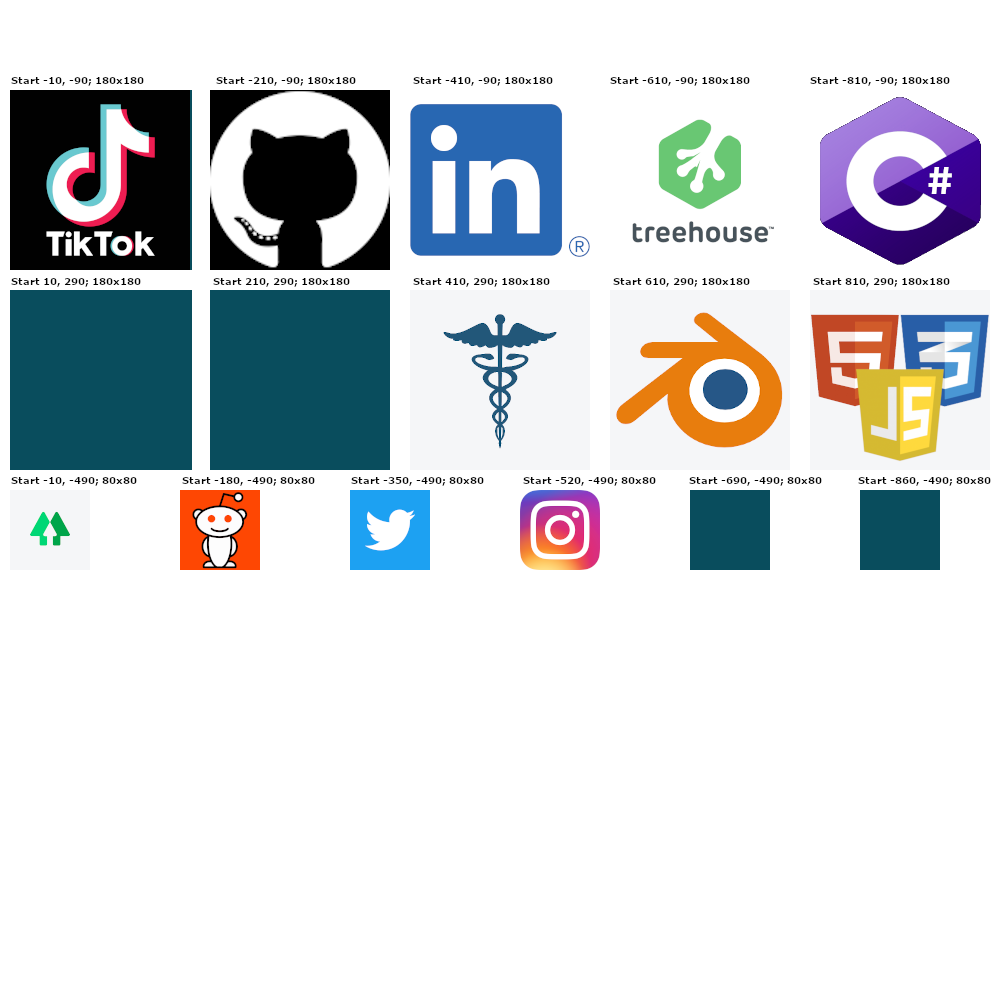 Start -10, -90; 180x180
Start -210, -90; 180x180
Start -410, -90; 180x180
Start -610, -90; 180x180
Start -810, -90; 180x180
TikTok
in
®
treehouse™
C#
Start 10, 290; 180x180
Start 210, 290; 180x180
Start 410, 290; 180x180
Start 610, 290; 180x180
Start 810, 290; 180x180
5
3
JS
Start -10, -490; 80x80
Start -180, -490; 80x80
Start -350, -490; 80x80
Start -520, -490; 80x80
Start -690, -490; 80x80
Start -860, -490; 80x80